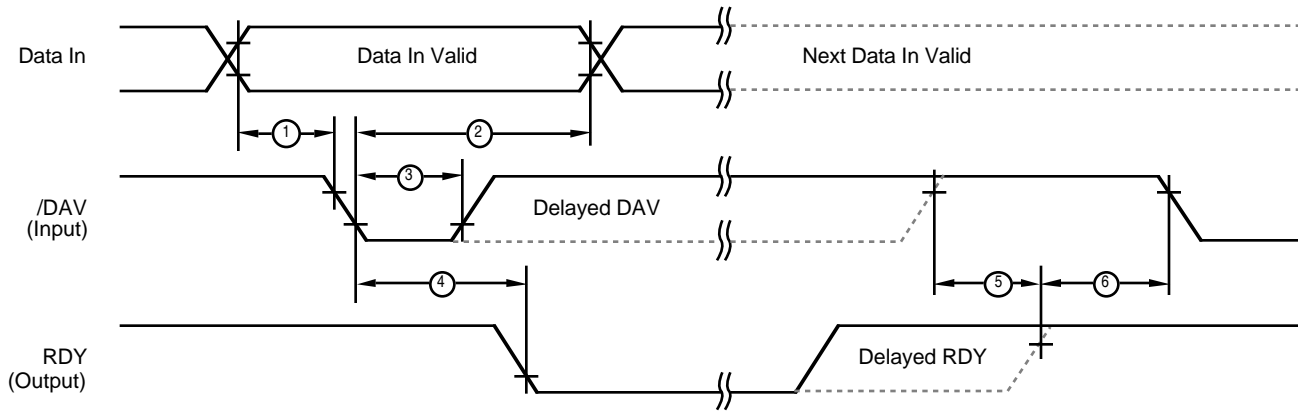 Data In
Data In Valid
Next Data In Valid
1
2
3
/DAV
(Input)
Delayed DAV
4
5
6
RDY
(Output)
Delayed RDY